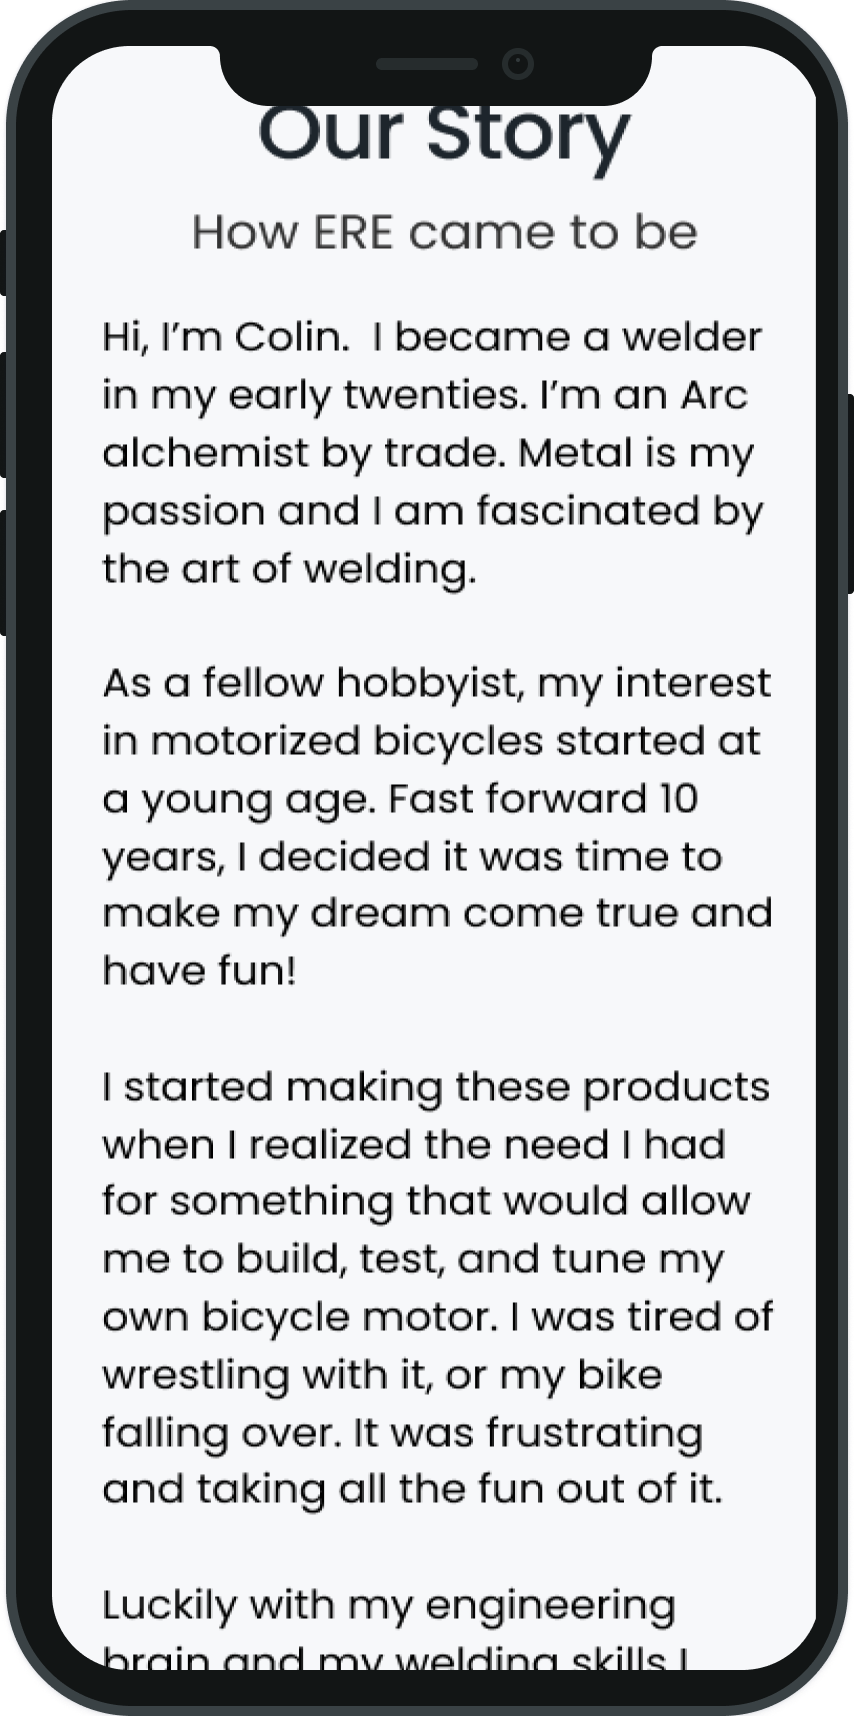 Our Story
How ERE came to be
Hi, I’m Colin.  I became a welder
in my early twenties. I’m an Arc
alchemist by trade. Metal is my
passion and I am fascinated by
the art of welding.
As a fellow hobbyist, my interest
in motorized bicycles started at
a young age. Fast forward 10
years, I decided it was time to
make my dream come true and
have fun!
I started making these products
when I realized the need I had
for something that would allow
me to build, test, and tune my
own bicycle motor. I was tired of
wrestling with it, or my bike
falling over. It was frustrating
and taking all the fun out of it.
Luckily with my engineering
brain and my welding skills I